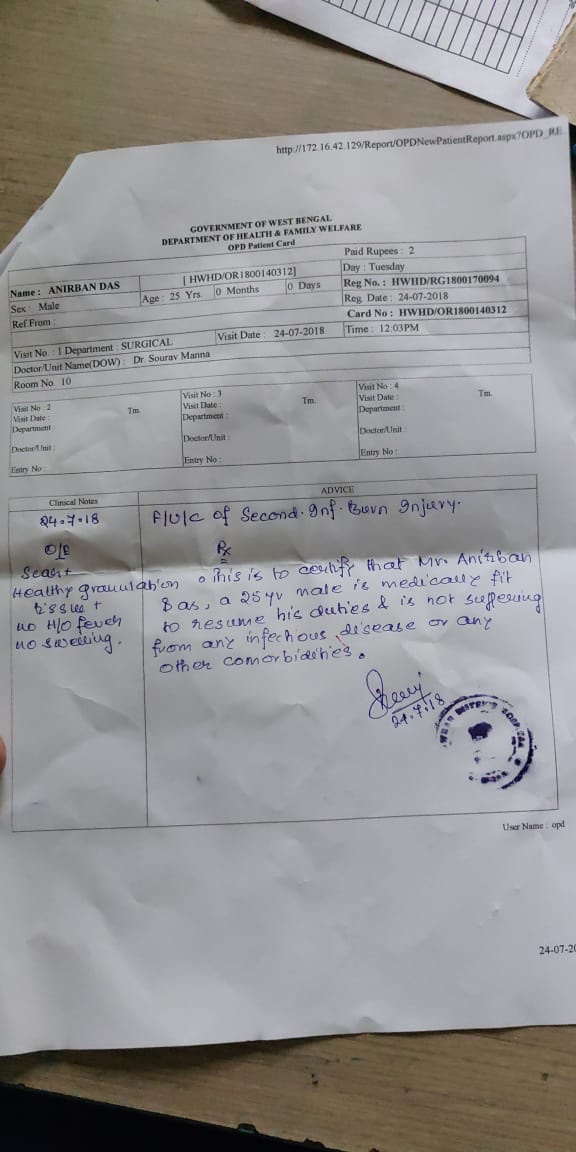 http://172.16.42.129/Report/OPDNewPatientReport.aspx?OPD_RE
GOVERNMENT OF WEST BENGAL
DEPARTMENT OF HEALTH & FAMILY WELFARE
OPD Patient Card
Paid Rupees : 2
Name : ANIRBAN DAS [ HWHD/OR1800140312] Day : Tuesday
Sex : Male Age : 25 Yrs. 0 Months 0 Days Reg No. : HWHD/RG1800170094
Ref.From : Reg. Date : 24-07-2018
Card No : HWHD/OR1800140312
Visit No. : 1 Department : SURGICAL Visit Date : 24-07-2018 Time : 12:03PM
Doctor/Unit Name(DOW) : Dr. Sourav Manna
Room No. 10
Visit No : 2 Tm.
Visit Date :
Department :
Doctor/Unit :
Entry No :
Visit No : 3
Visit Date : Tm.
Department :
Doctor/Unit :
Entry No :
Visit No : 4
Visit Date : Tm.
Department :
Doctor/Unit :
Entry No :
Clinical Notes
24.7.18
O/E
Scar +
Healthy granulation
tissue +
no H/O fever
no swelling.
ADVICE
F/U/C of Second. Inf. Burn Injury.
Rx
This is to certify that Mr. Anirban
Das, a 25 yr male is medically fit
to resume his duties & is not suffering
from any infectious disease or any
other comorbidities.
24.7.18
User Name : opd
24-07-20